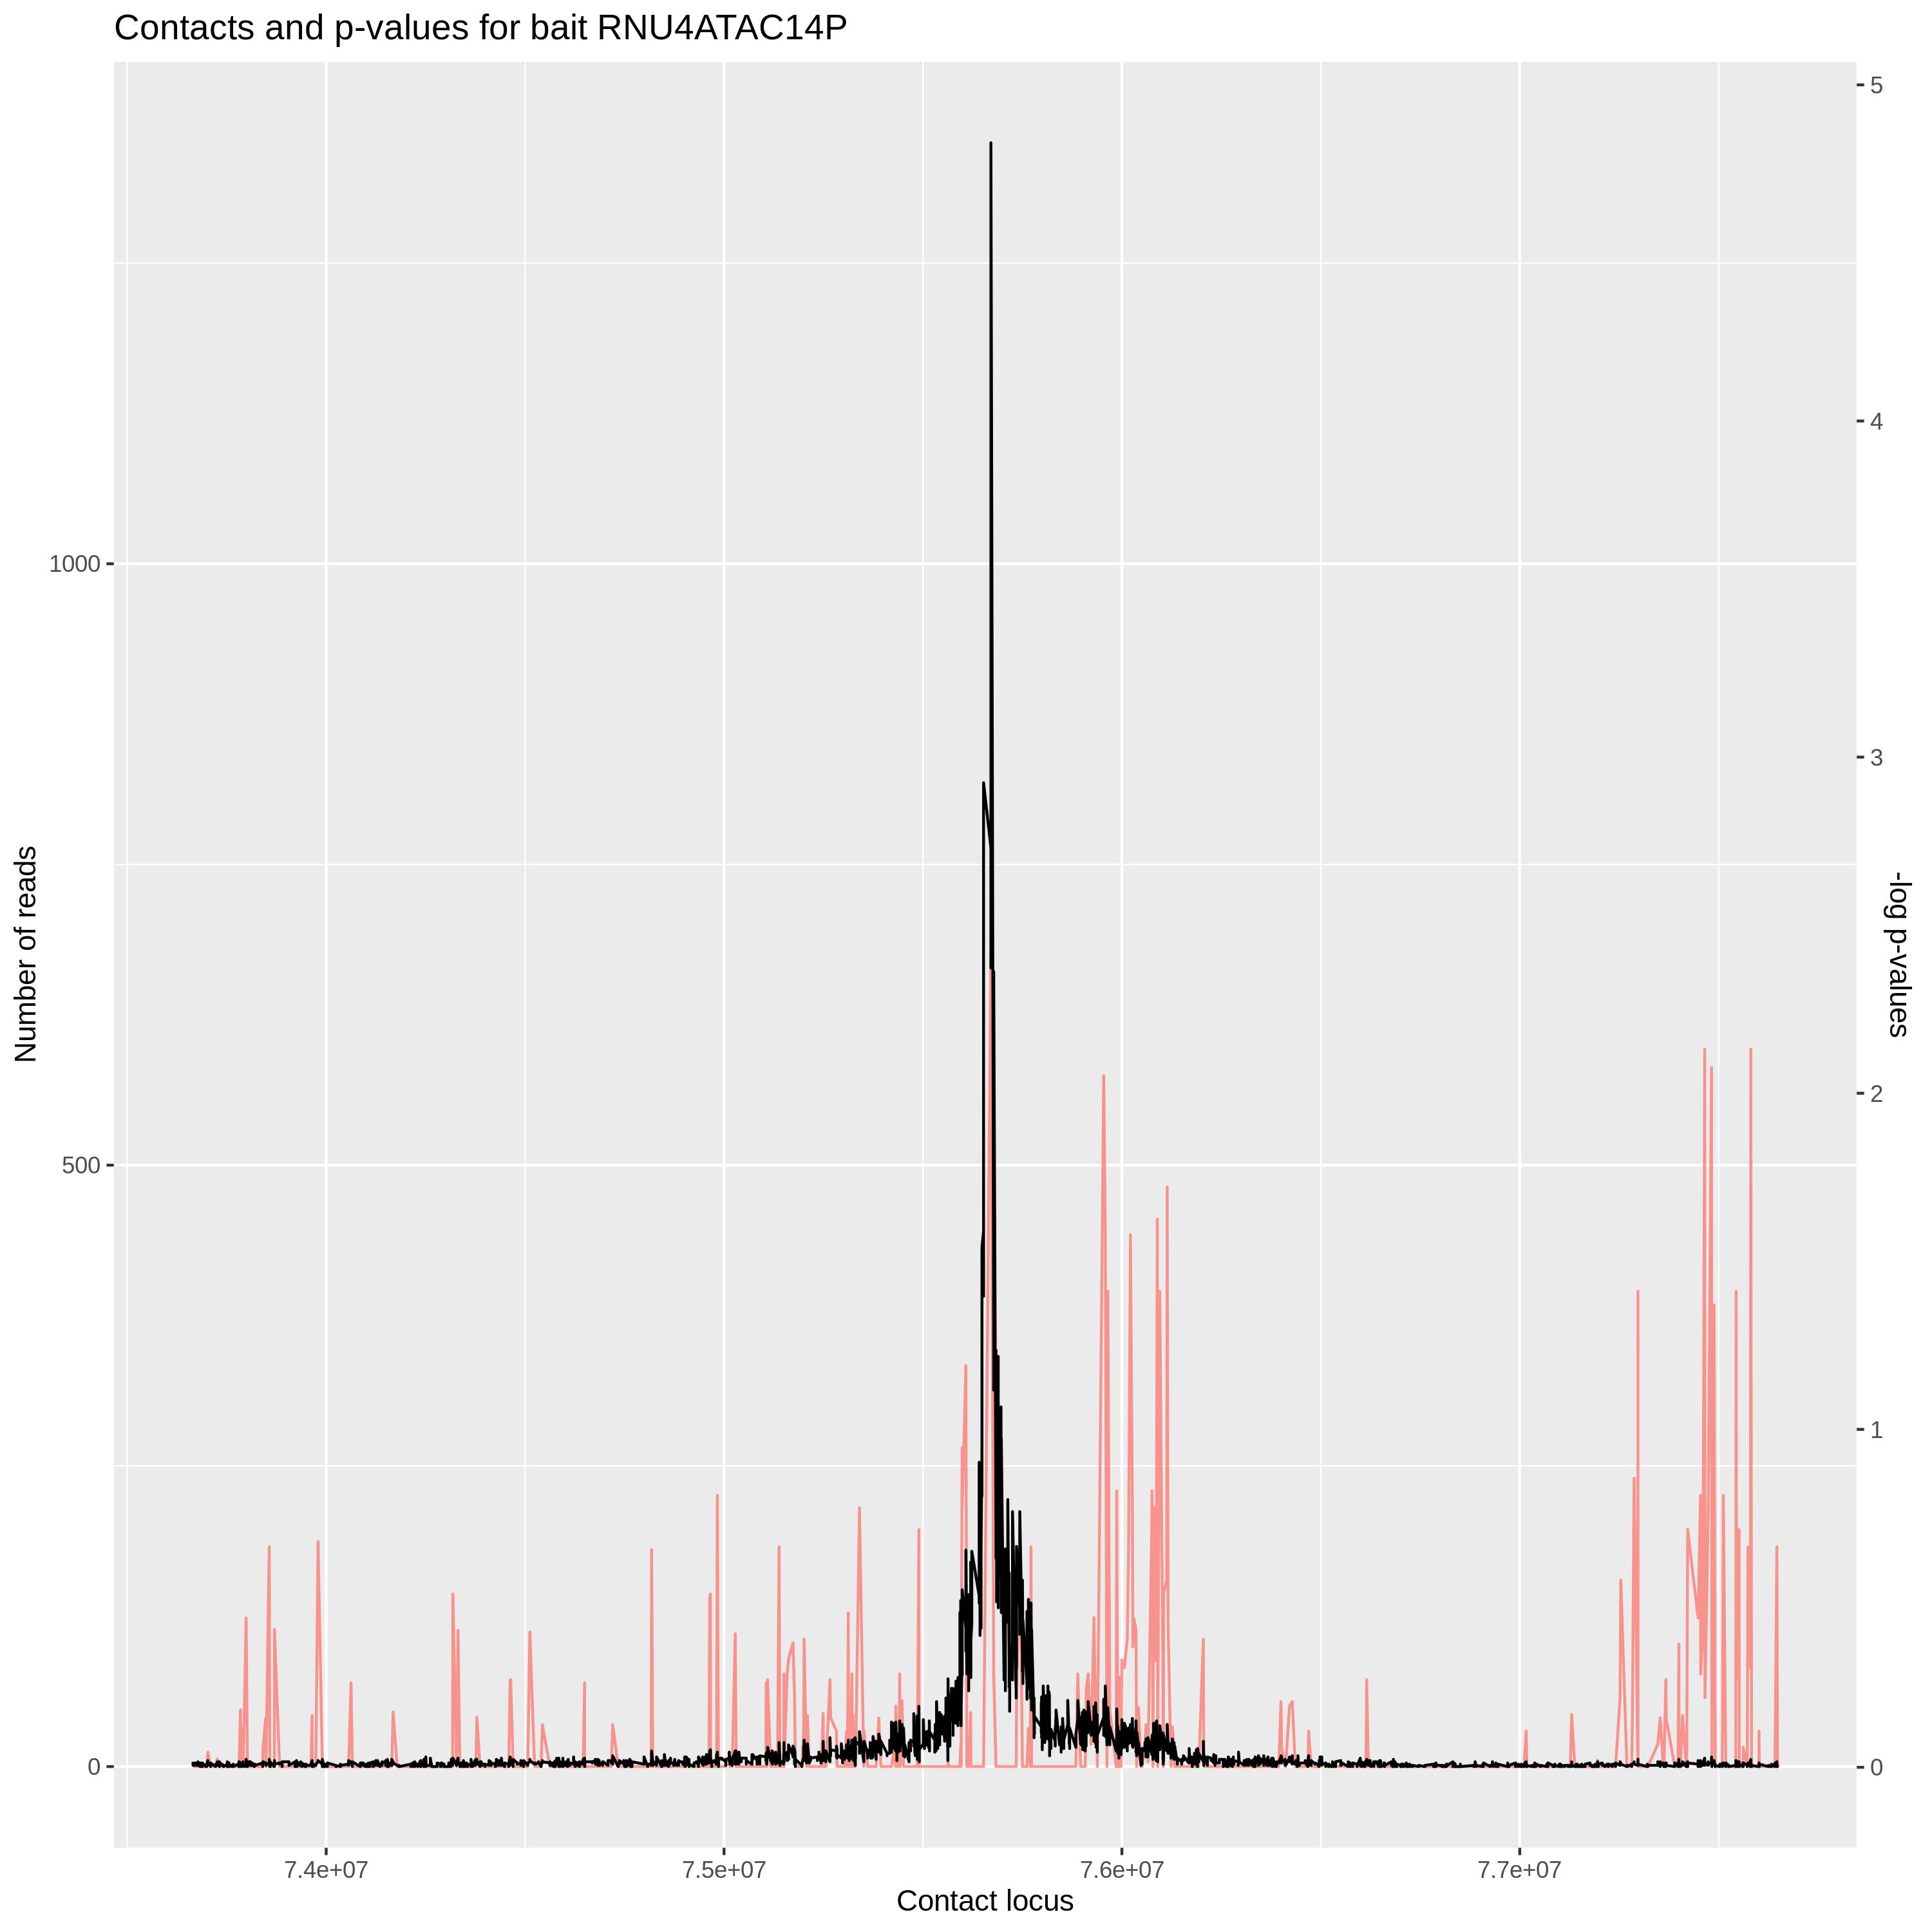 Contacts and p-values for bait RNU4ATAC14P
Number of reads
1000
500
0
5
4
3
2
1
0
-log p-values
7.4e+07 7.5e+07 7.6e+07 7.7e+07
Contact locus